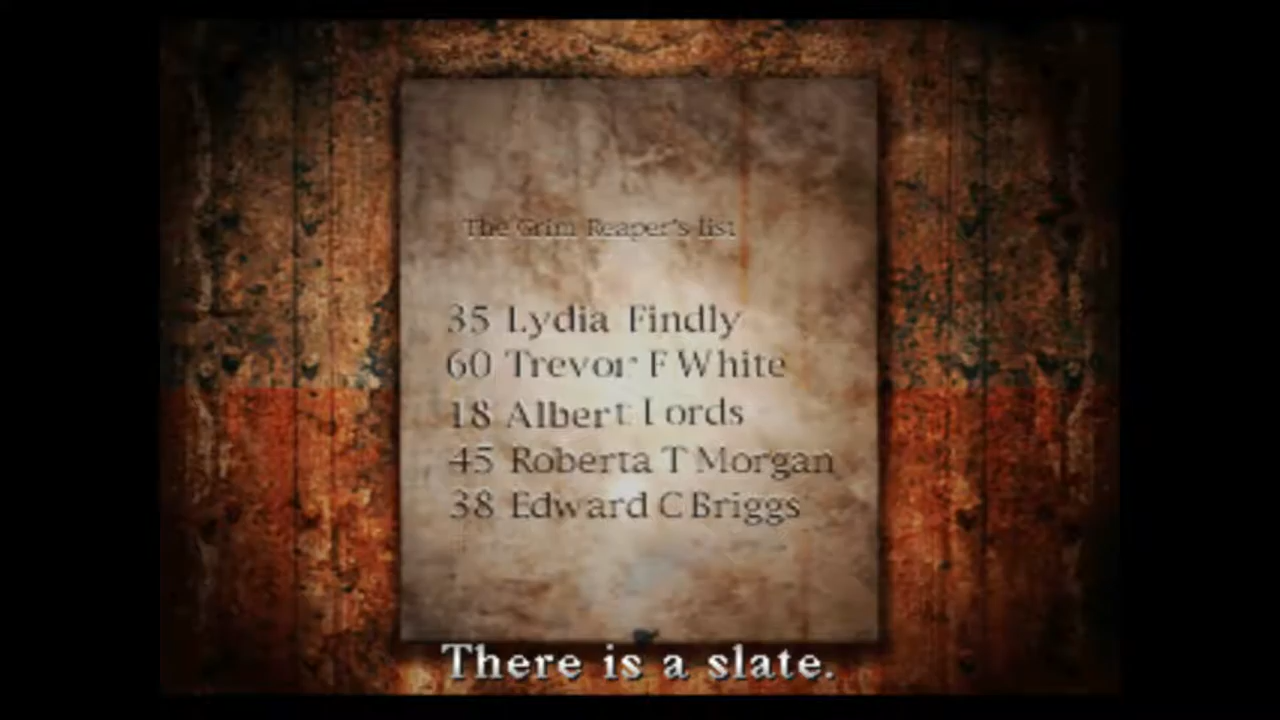 The Grim Reaper's list
35 Lydia Findly
60 Trevor F White
18 Albert Lords
45 Roberta T Morgan
38 Edward C Briggs
There is a slate.